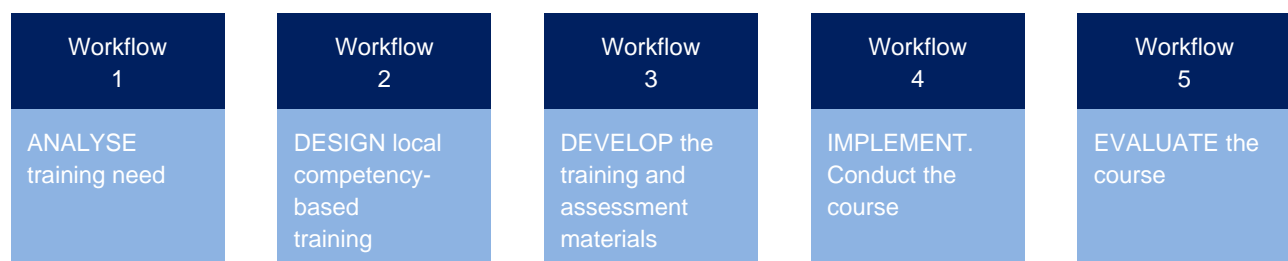 Workflow
1
ANALYSE
training need
Workflow
2
DESIGN local
competency-
based
training
Workflow
3
DEVELOP the
training and
assessment
materials
Workflow
4
IMPLEMENT.
Conduct the
course
Workflow
5
EVALUATE the
course